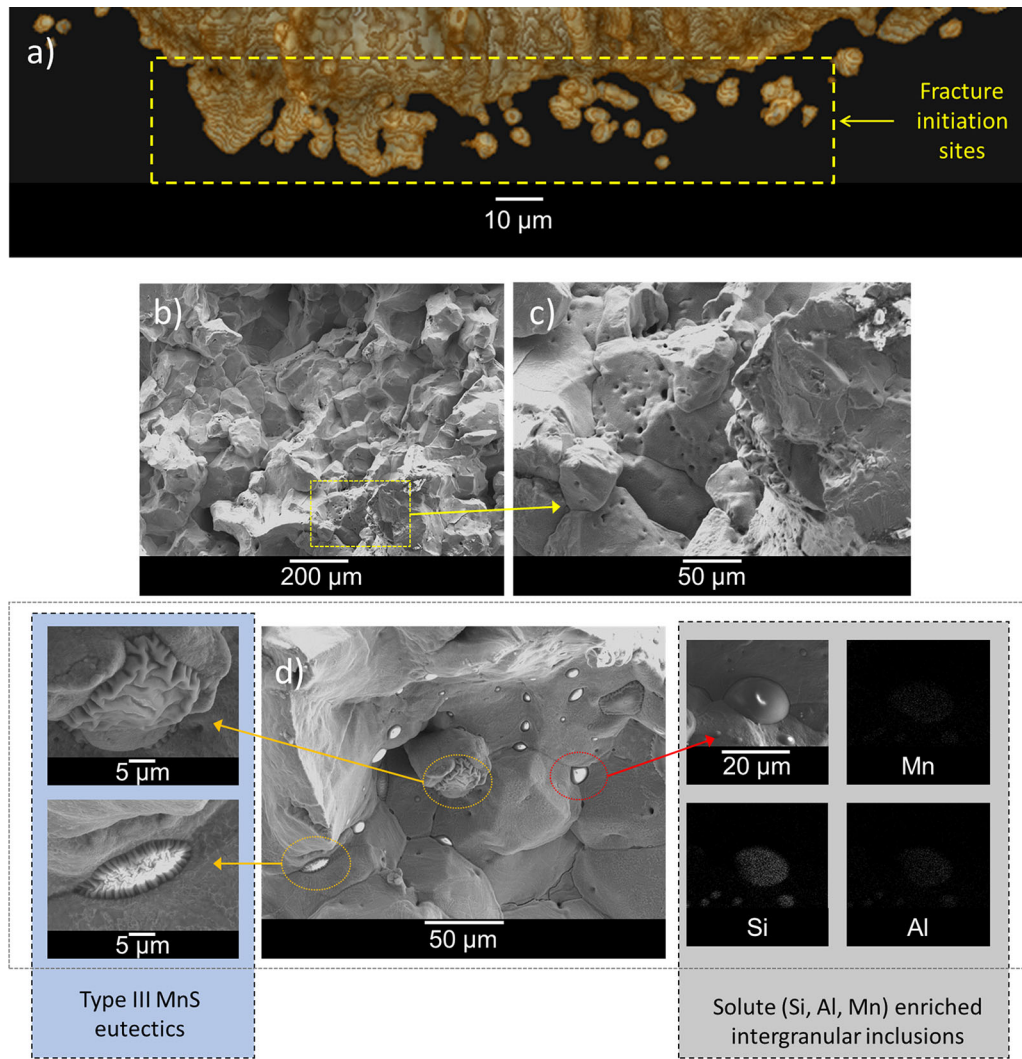 a)
Fracture
initiation
sites
10 µm
b)
c)
200 µm
50 µm
d)
5 µm
5 µm
50 µm
20 µm
Mn
Si
Al
Type III MnS
eutectics
Solute (Si, Al, Mn) enriched
intergranular inclusions